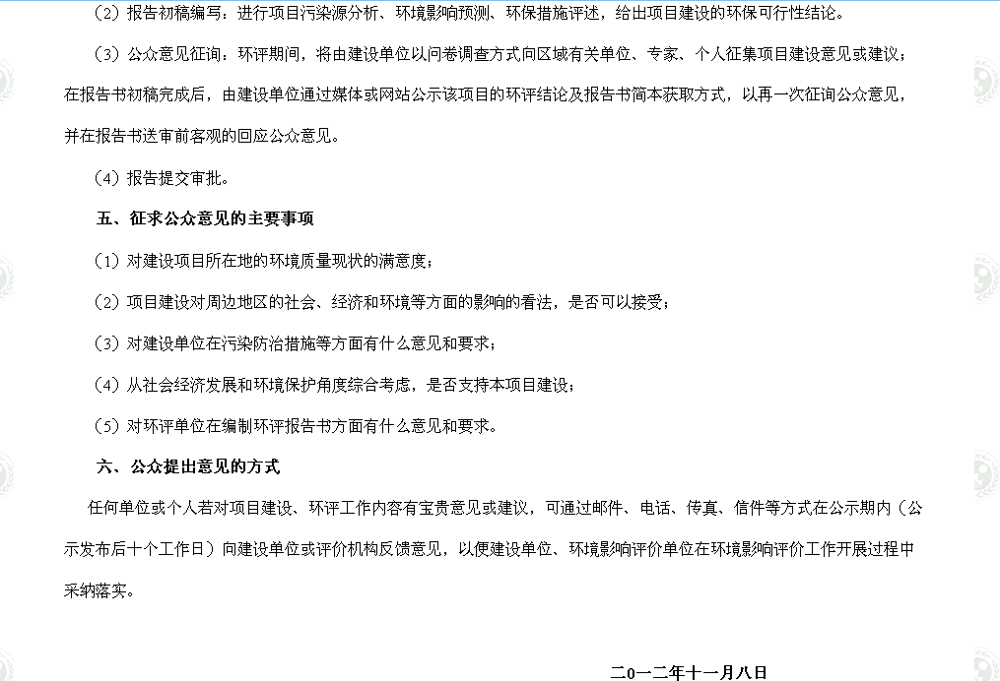 （2）报告初稿编写：进行项目污染源分析、环境影响预测、环保措施评述，给出项目建设的环保可行性结论。
（3）公众意见征询：环评期间，将由建设单位以问卷调查方式向区域有关单位、专家、个人征集项目建设意见或建议；
在报告书初稿完成后，由建设单位通过媒体或网站公示该项目的环评结论及报告书简本获取方式，以再一次征询公众意见，
并在报告书送审前客观的回应公众意见。
（4）报告提交审批。
五、征求公众意见的主要事项
（1）对建设项目所在地的环境质量现状的满意度；
（2）项目建设对周边地区的社会、经济和环境等方面的影响的看法，是否可以接受；
（3）对建设单位在污染防治措施等方面有什么意见和要求；
（4）从社会经济发展和环境保护角度综合考虑，是否支持本项目建设；
（5）对环评单位在编制环评报告书方面有什么意见和要求。
六、公众提出意见的方式
任何单位或个人若对项目建设、环评工作内容有宝贵意见或建议，可通过邮件、电话、传真、信件等方式在公示期内（公
示发布后十个工作日）向建设单位或评价机构反馈意见，以便建设单位、环境影响评价单位在环境影响评价工作开展过程中
采纳落实。
二0一二年十一月八日